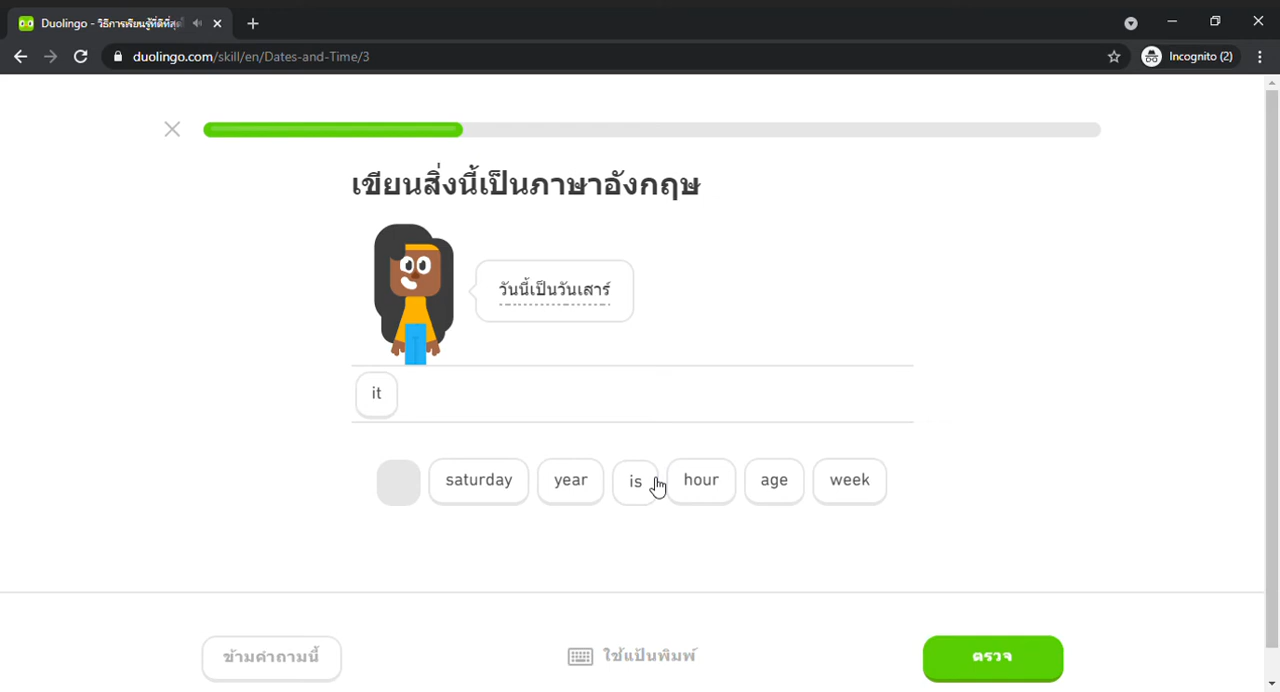 Duolingo - วิธีการเรียนรู้ที่ดีที่สุดใ
duolingo.com/skill/en/Dates-and-Time/3
Incognito (2)
เขียนสิ่งนี้เป็นภาษาอังกฤษ
วันนี้เป็นวันเสาร์
it
saturday year is hour age week
ข้ามคำถามนี้ ใช้แป้นพิมพ์ ตรวจ